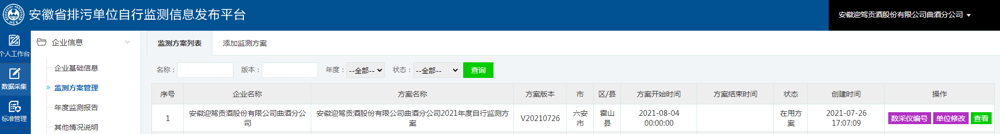 安徽省排污单位自行监测信息发布平台
安徽迎驾贡酒股份有限公司曲酒分公司
MEE
个人工作台
数据采集
标准管理
企业信息
企业基础信息
监测方案管理
年度监测报告
其他情况说明
监测方案列表 添加监测方案
名称： 版本： 年度： --全部-- 状态： --全部-- 查询
序号 企业名称 方案名称 方案版本 市 区/县 方案开始时间 方案结束时间 状态 创建时间 操作
1
安徽迎驾贡酒股份有限公司曲酒分公
司
安徽迎驾贡酒股份有限公司曲酒分公司2021年度自行监测方
案
V20210726
六安
市
霍山
县
2021-08-04
00:00:00
在用方
案
2021-07-26
17:07:09
数采仪编号 单位修改 查看